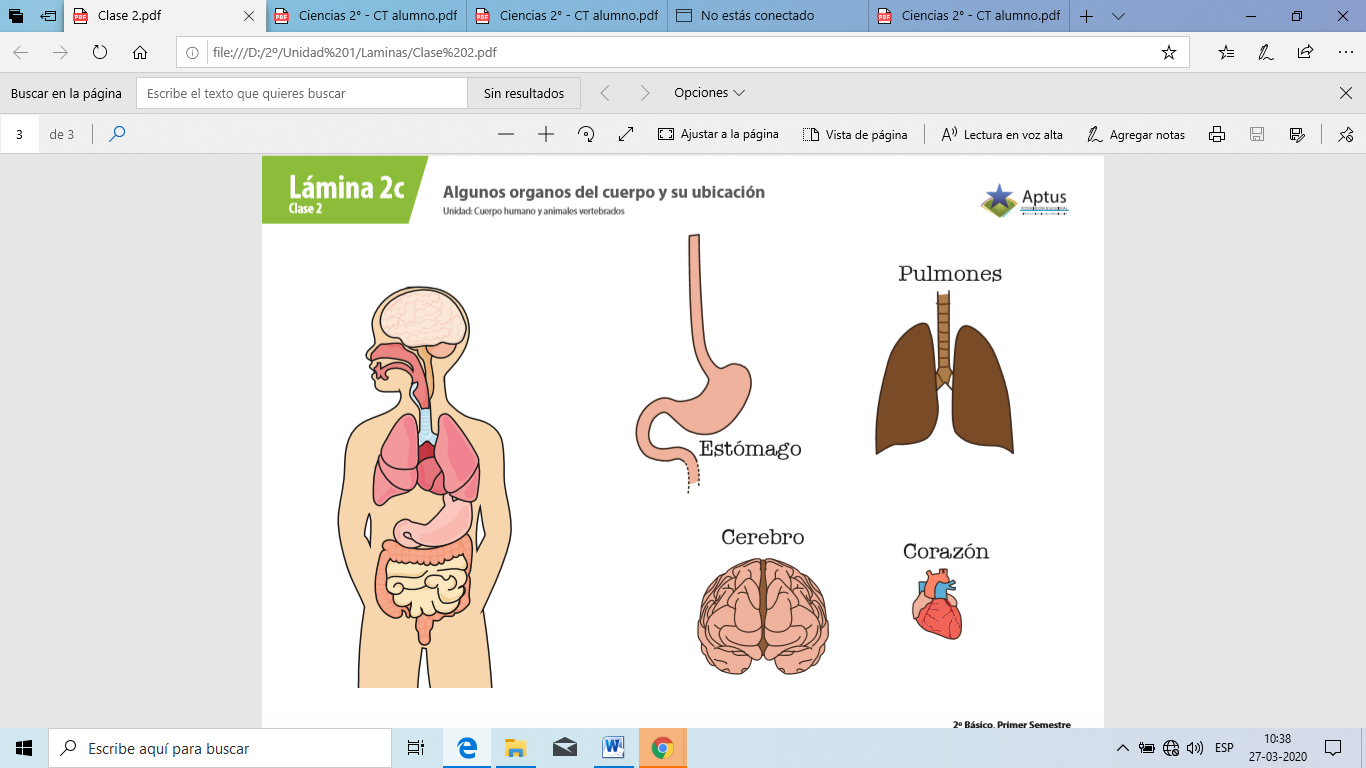 Clase 2.pdf
Ciencias 2° - CT alumno.pdf
Ciencias 2° - CT alumno.pdf
No estás conectado
Ciencias 2° - CT alumno.pdf
file:///D:/2º/Unidad%201/Laminas/Clase%202.pdf
Buscar en la página
Escribe el texto que quieres buscar
Sin resultados
Opciones
3 de 3
Ajustar a la página
Vista de página
Lectura en voz alta
Agregar notas
Lámina 2c
Clase 2
Algunos organos del cuerpo y su ubicación
Unidad: Cuerpo humano y animales vertebrados
Aptus
Pulmones
Estómago
Cerebro
Corazón
2º Básico, Primer Semestre
Escribe aquí para buscar
ESP
10:38
27-03-2020